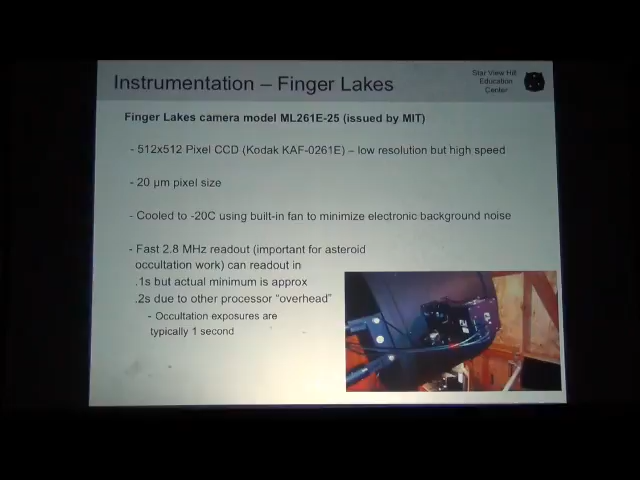 Instrumentation – Finger Lakes
Star View Hill
Education
Center
Finger Lakes camera model ML261E-25 (issued by MIT)
- 512x512 Pixel CCD (Kodak KAF-0261E) – low resolution but high speed
- 20 µm pixel size
- Cooled to -20C using built-in fan to minimize electronic background noise
- Fast 2.8 MHz readout (important for asteroid
occultation work) can readout in
.1s but actual minimum is approx
.2s due to other processor “overhead”
- Occultation exposures are
typically 1 second